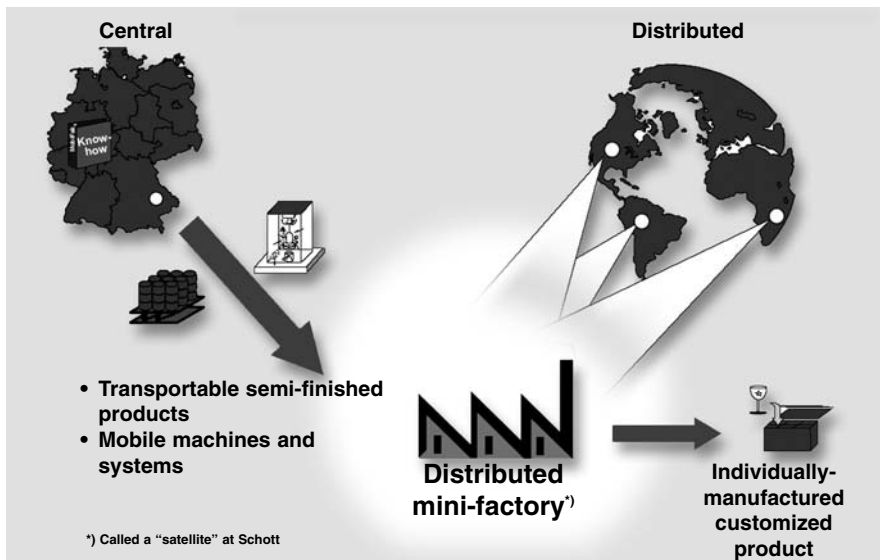 Central
Distributed
Know-
how
• Transportable semi-finished
products
• Mobile machines and
systems
Distributed
mini-factory*)
Individually-
manufactured
customized
product
*) Called a “satellite” at Schott